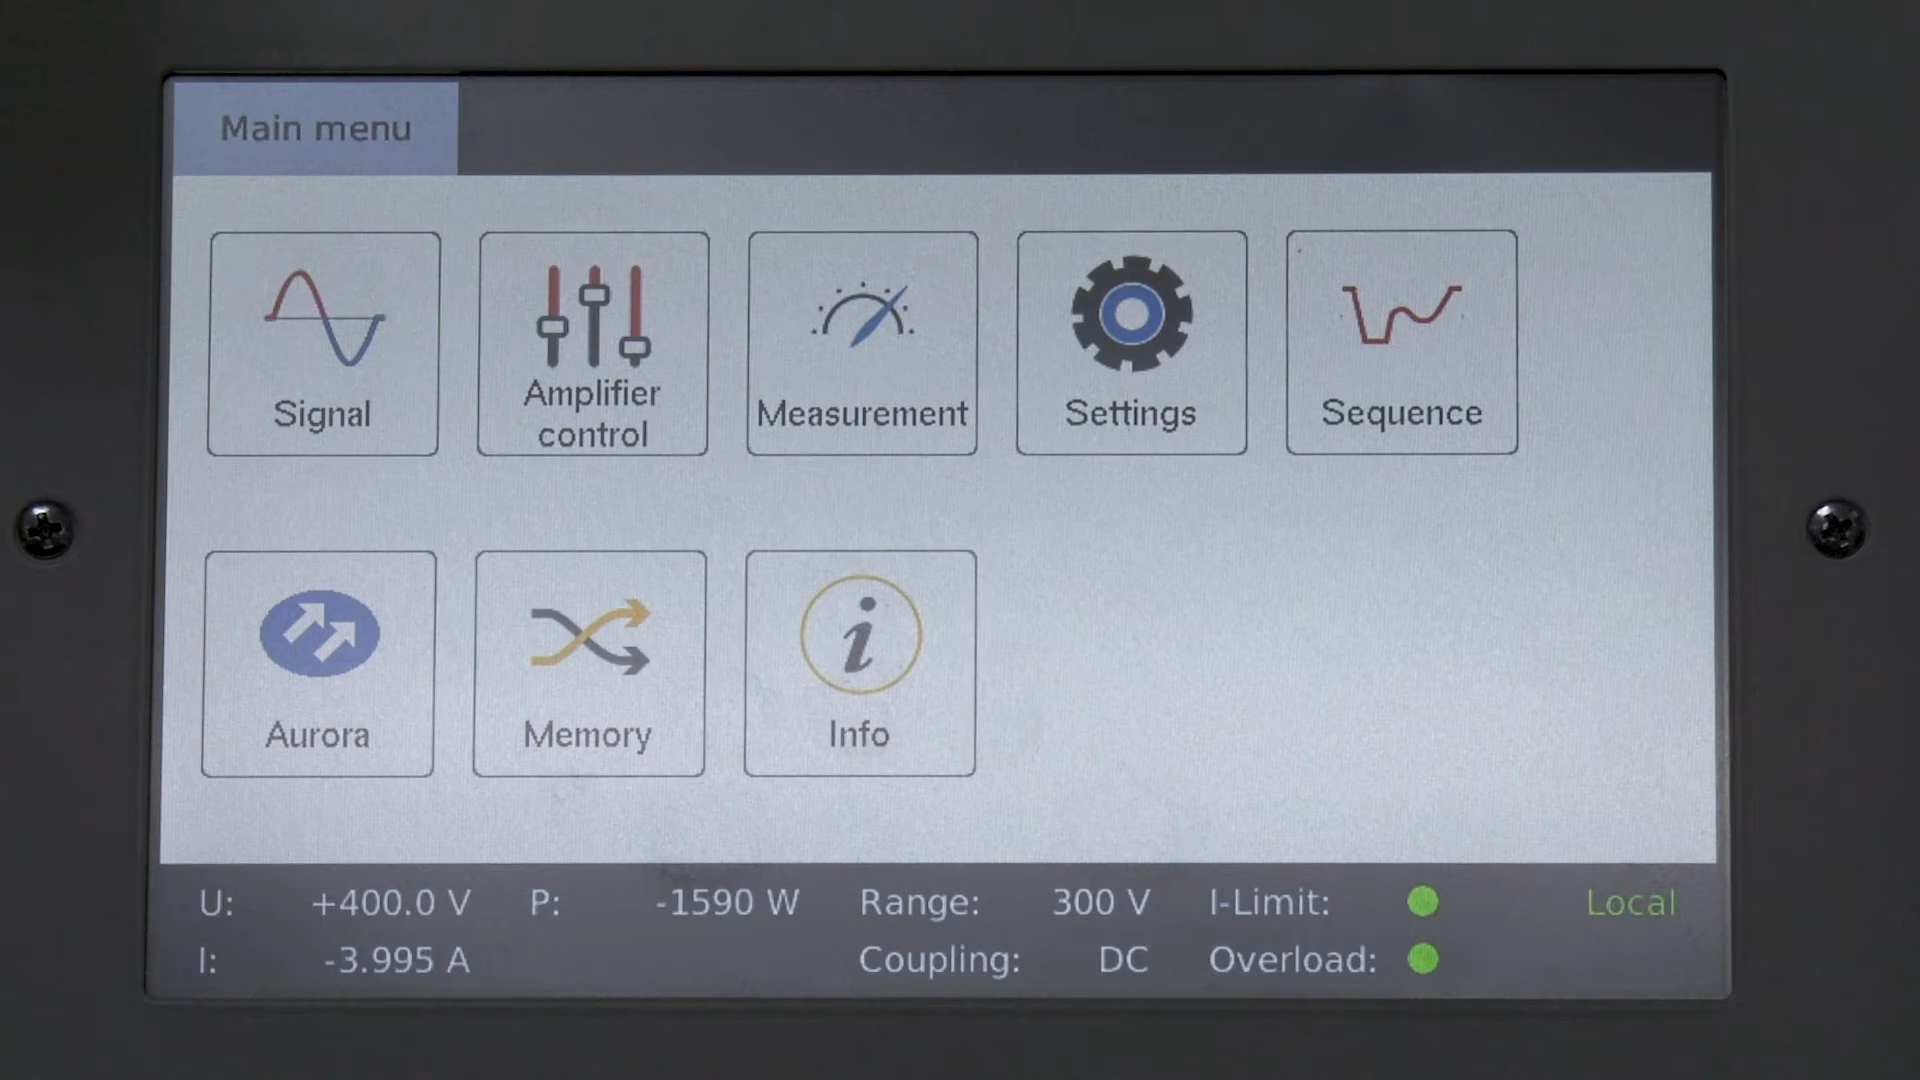 Main menu
Signal
Amplifier
control
Measurement
Settings
Sequence
Aurora
Memory
Info
U: +400.0 V P: -1590 W Range: 300 V I-Limit: Local
I: -3.995 A Coupling: DC Overload: